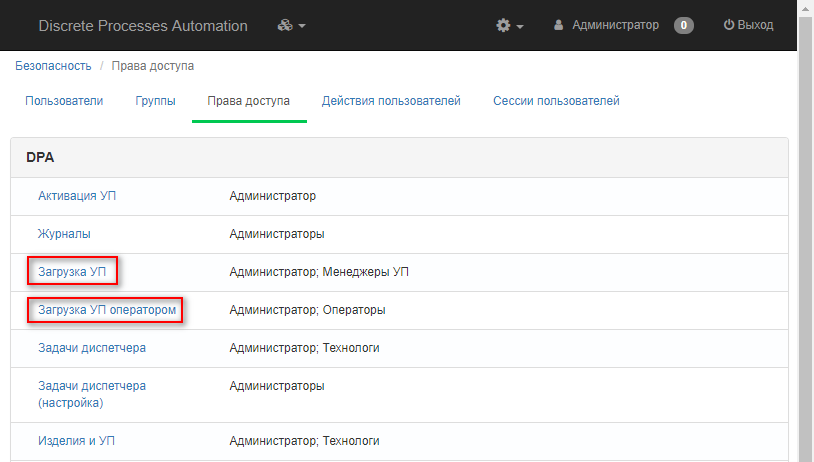 Discrete Processes Automation Администратор 0 Выход
Безопасность / Права доступа
Пользователи Группы Права доступа Действия пользователей Сессии пользователей
DPA
Активация УП Администратор
Журналы Администраторы
Загрузка УП Администратор; Менеджеры УП
Загрузка УП оператором Администратор; Операторы
Задачи диспетчера Администратор; Технологи
Задачи диспетчера Администраторы
(настройка)
Изделия и УП Администратор; Технологи